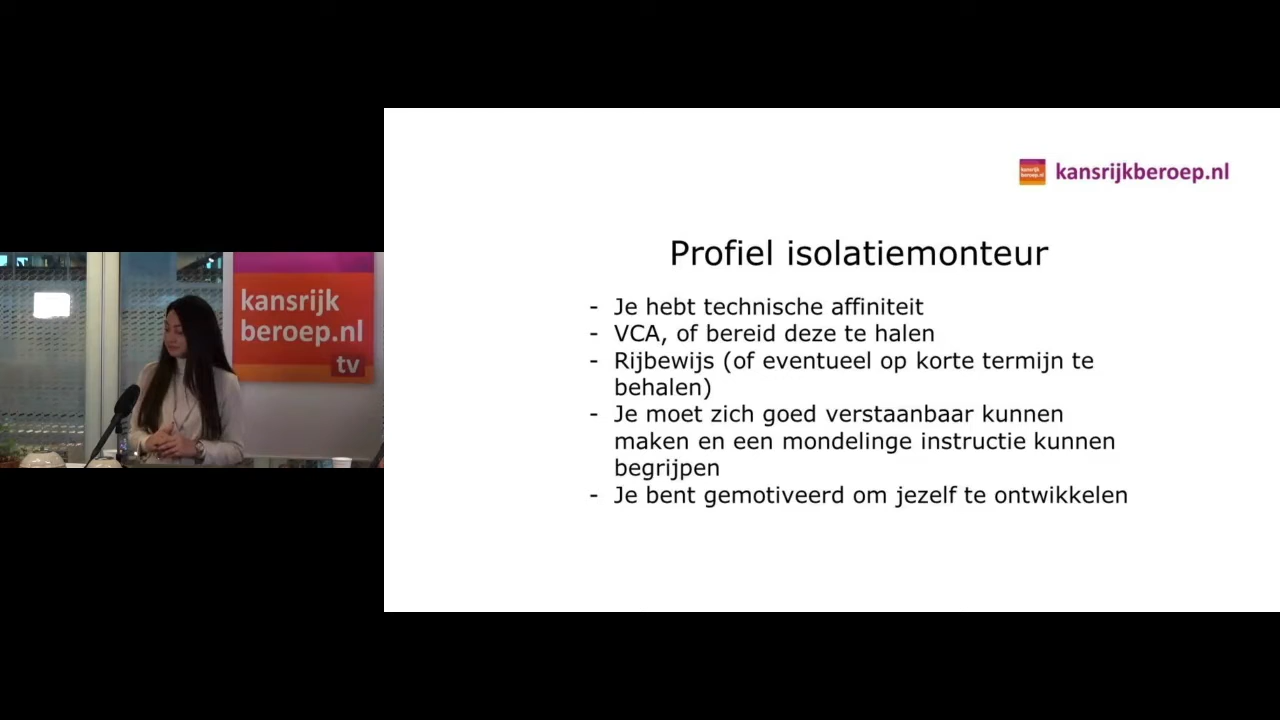 kansrijkberoep.nl
Profiel isolatiemonteur
- Je hebt technische affiniteit
- VCA, of bereid deze te halen
- Rijbewijs (of eventueel op korte termijn te
behalen)
- Je moet zich goed verstaanbaar kunnen
maken en een mondelinge instructie kunnen
begrijpen
- Je bent gemotiveerd om jezelf te ontwikkelen
kansrijk
beroep.nl
tv